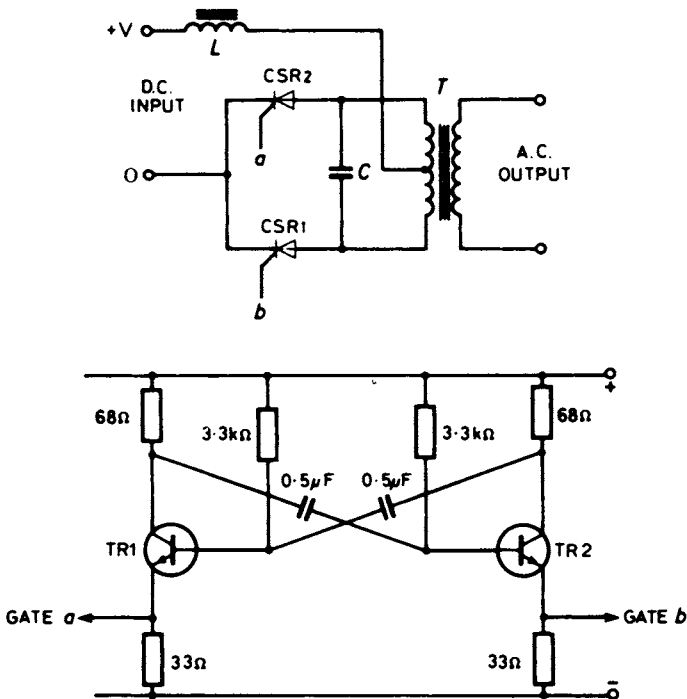 +V
L
D.C.
INPUT
CSR2
a
T
C
A.C.
OUTPUT
O
CSR1
b
+
68Ω
3·3kΩ
3·3kΩ
68Ω
0·5μF
0·5μF
TR1
TR2
GATE a
GATE b
33Ω
33Ω
-